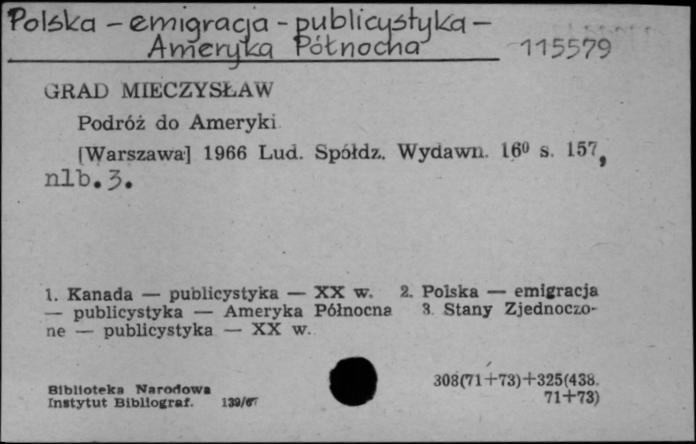 Polska – emigracja – publicystyka –
Ameryka Północna
115579
GRAD MIECZYSŁAW
Podróż do Ameryki
[Warszawa] 1966 Lud. Spółdz. Wydawn. 16⁰ s. 157,
nlb. 3.
1. Kanada — publicystyka — XX w. 2. Polska — emigracja
— publicystyka — Ameryka Północna 3. Stany Zjednoczo-
ne — publicystyka — XX w.
308(71+73)+325(438.
71+73)
Biblioteka Narodowa
Instytut Bibliograf. 139/67